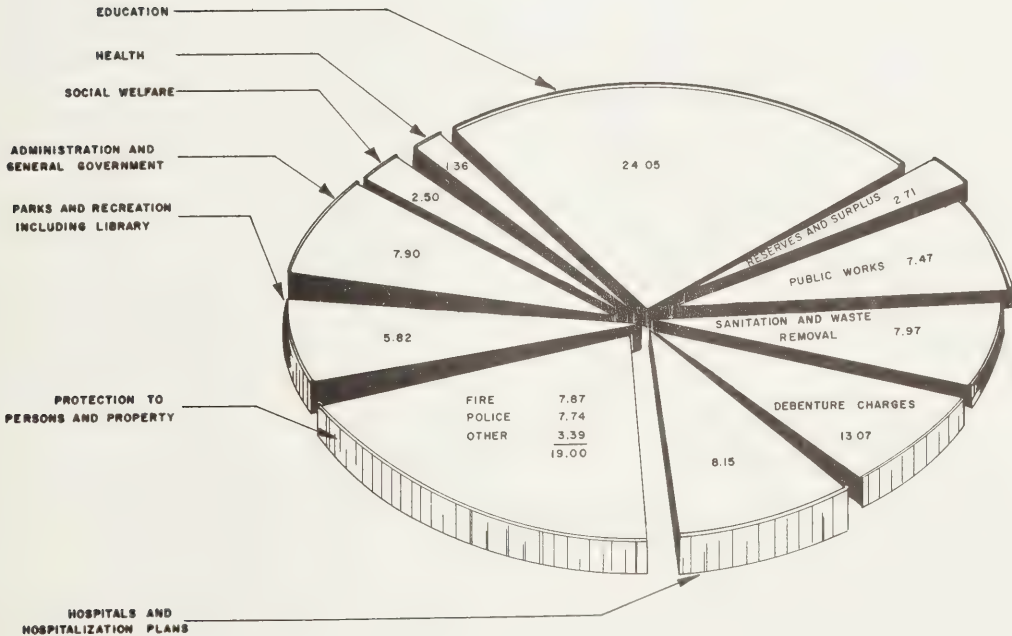 EDUCATION
HEALTH
SOCIAL WELFARE
ADMINISTRATION AND
GENERAL GOVERNMENT
PARKS AND RECREATION
INCLUDING LIBRARY
PROTECTION TO
PERSONS AND PROPERTY
HOSPITALS AND
HOSPITALIZATION PLANS
1.36
24 05
2.50
7.90
5.82
RESERVES AND SURPLUS 2 71
PUBLIC WORKS 7.47
SANITATION AND WASTE
REMOVAL 7.97
DEBENTURE CHARGES
13 07
8.15
FIRE 7.87
POLICE 7.74
OTHER 3.39
19.00